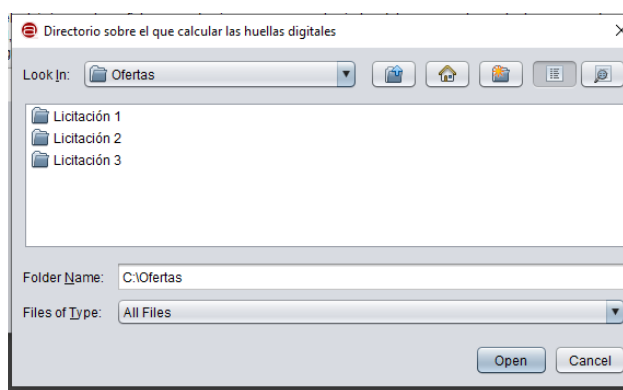 Directorio sobre el que calcular las huellas digitales
Look In: Ofertas
Licitación 1
Licitación 2
Licitación 3
Folder Name: C:\Ofertas
Files of Type: All Files
Open Cancel